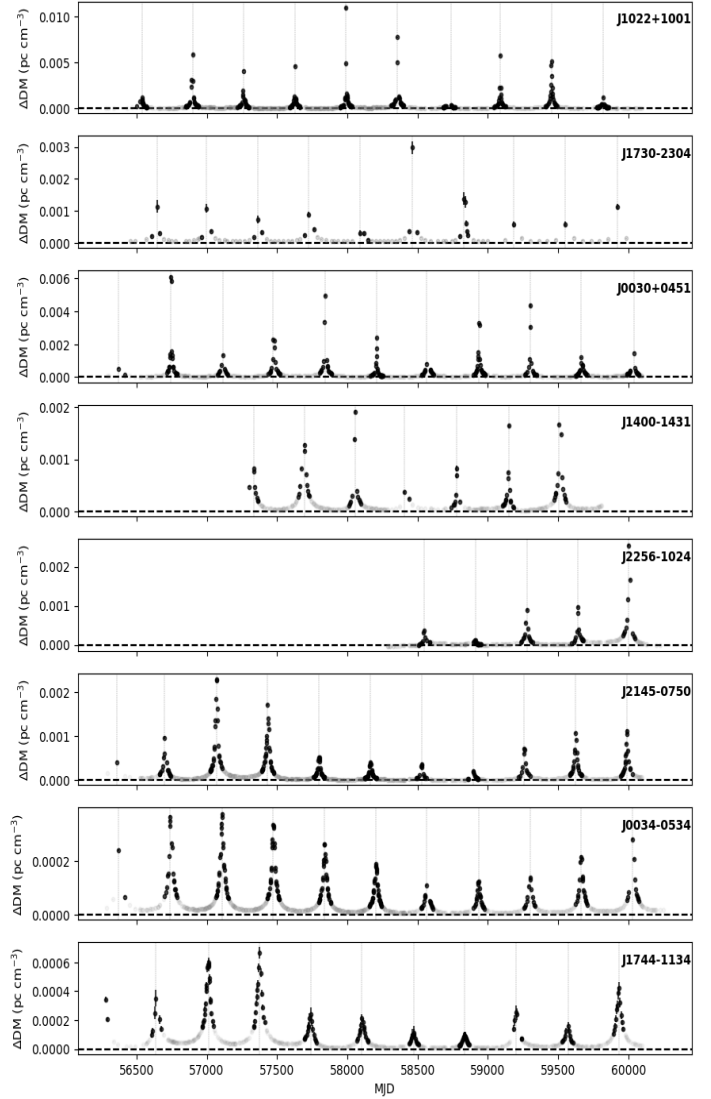 J1022+1001
0.010
0.005
0.000
ΔDM (pc cm−3)
J1730-2304
0.003
0.002
0.001
0.000
ΔDM (pc cm−3)
J0030+0451
0.006
0.004
0.002
0.000
ΔDM (pc cm−3)
J1400-1431
0.002
0.001
0.000
ΔDM (pc cm−3)
J2256-1024
0.002
0.001
0.000
ΔDM (pc cm−3)
J2145-0750
0.002
0.001
0.000
ΔDM (pc cm−3)
J0034-0534
0.0002
0.0000
ΔDM (pc cm−3)
J1744-1134
0.0006
0.0004
0.0002
0.0000
ΔDM (pc cm−3)
56500 57000 57500 58000 58500 59000 59500 60000
MJD